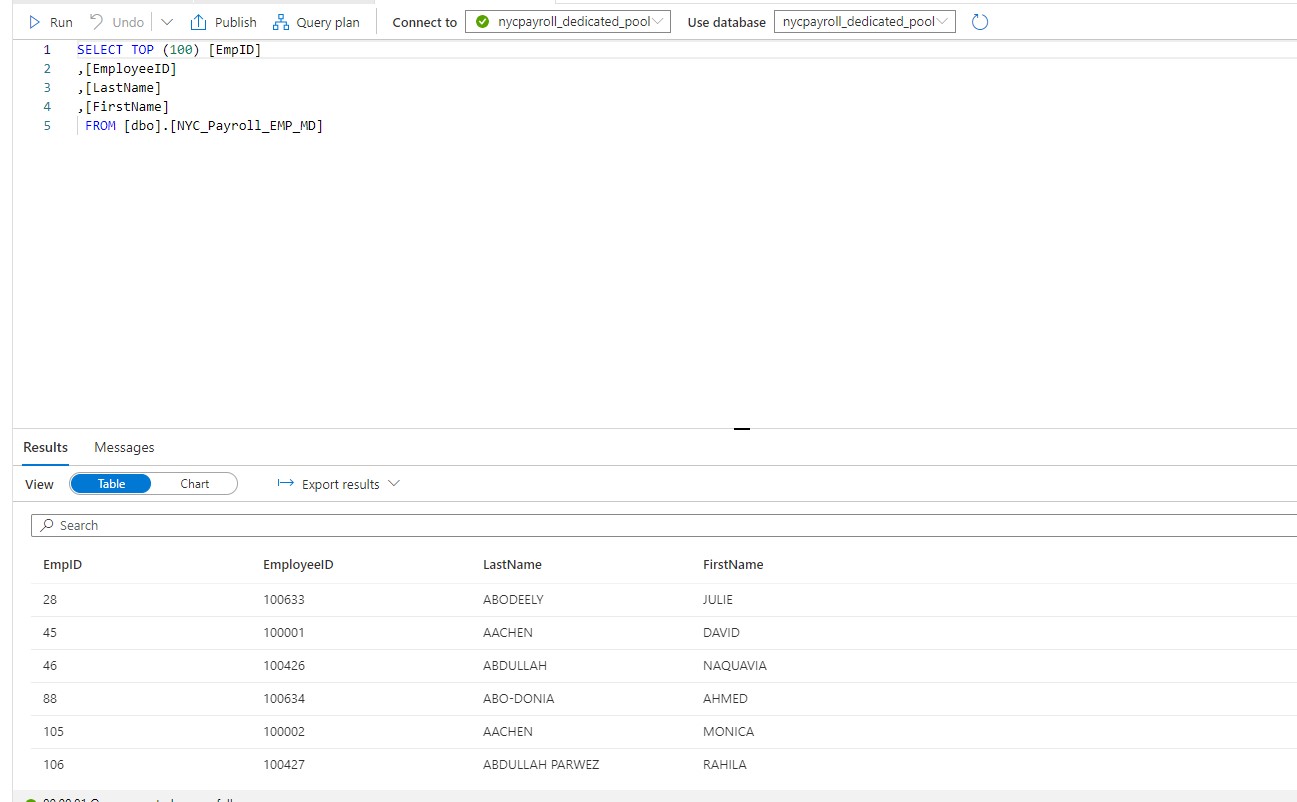 Run Undo Publish Query plan Connect to nycpayroll_dedicated_pool Use database nycpayroll_dedicated_pool
1 SELECT TOP (100) [EmpID]
2 ,[EmployeeID]
3 ,[LastName]
4 ,[FirstName]
5 FROM [dbo].[NYC_Payroll_EMP_MD]
Results Messages
View Table Chart Export results
Search
EmpID EmployeeID LastName FirstName
28 100633 ABODEELY JULIE
45 100001 AACHEN DAVID
46 100426 ABDULLAH NAQUAVIA
88 100634 ABO-DONIA AHMED
105 100002 AACHEN MONICA
106 100427 ABDULLAH PARWEZ RAHILA